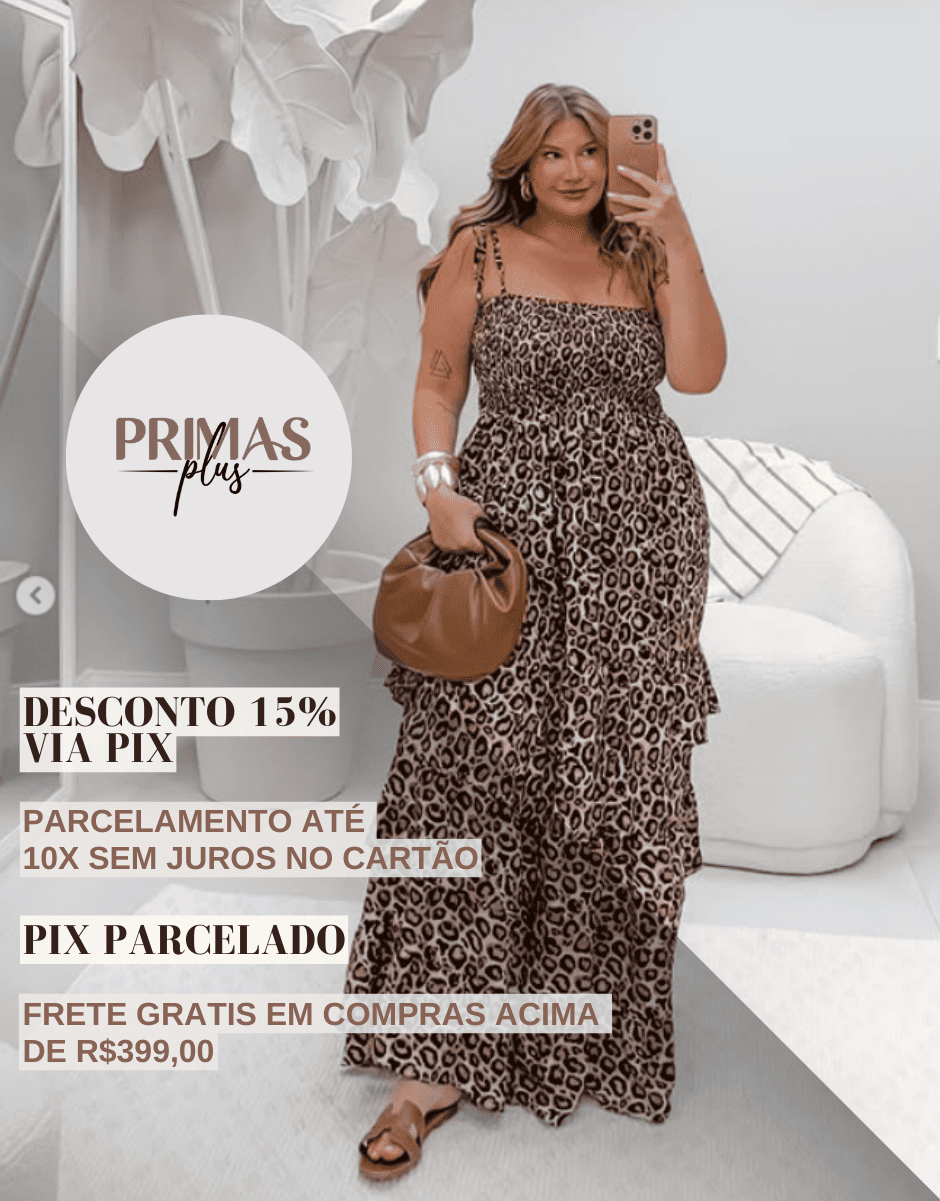 PRIMAS
plus
DESCONTO 15%
VIA PIX
PARCELAMENTO ATÉ
10X SEM JUROS NO CARTÃO
PIX PARCELADO
FRETE GRATIS EM COMPRAS ACIMA
DE R$399,00